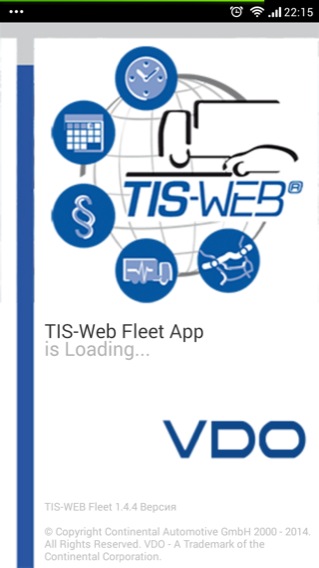 22:15
TIS-WEB®
TIS-Web Fleet App
is Loading...
VDO
TIS-WEB Fleet 1.4.4 Версия
© Copyright Continental Automotive GmbH 2000 - 2014.
All Rights Reserved. VDO - A Trademark of the
Continental Corporation.